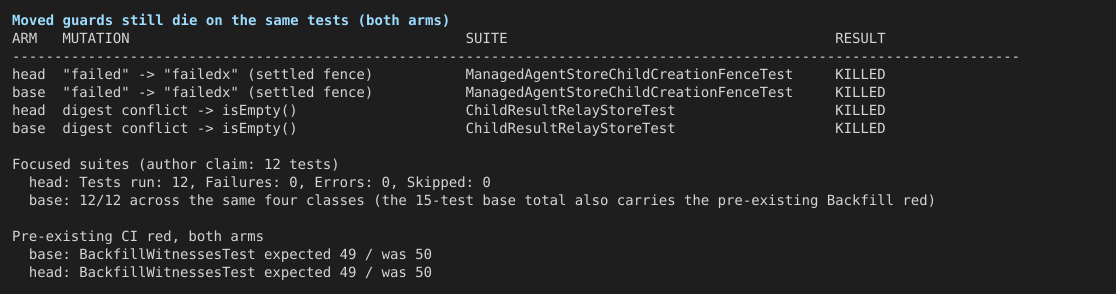 Moved guards still die on the same tests (both arms)
ARM   MUTATION                                        SUITE                                       RESULT
------------------------------------------------------------------------------------------------------------------------
head  "failed" -> "failedx" (settled fence)           ManagedAgentStoreChildCreationFenceTest     KILLED
base  "failed" -> "failedx" (settled fence)           ManagedAgentStoreChildCreationFenceTest     KILLED
head  digest conflict -> isEmpty()                    ChildResultRelayStoreTest                   KILLED
base  digest conflict -> isEmpty()                    ChildResultRelayStoreTest                   KILLED
Focused suites (author claim: 12 tests)
  head: Tests run: 12, Failures: 0, Errors: 0, Skipped: 0
  base: 12/12 across the same four classes (the 15-test base total also carries the pre-existing Backfill red)
Pre-existing CI red, both arms
  base: BackfillWitnessesTest expected 49 / was 50
  head: BackfillWitnessesTest expected 49 / was 50